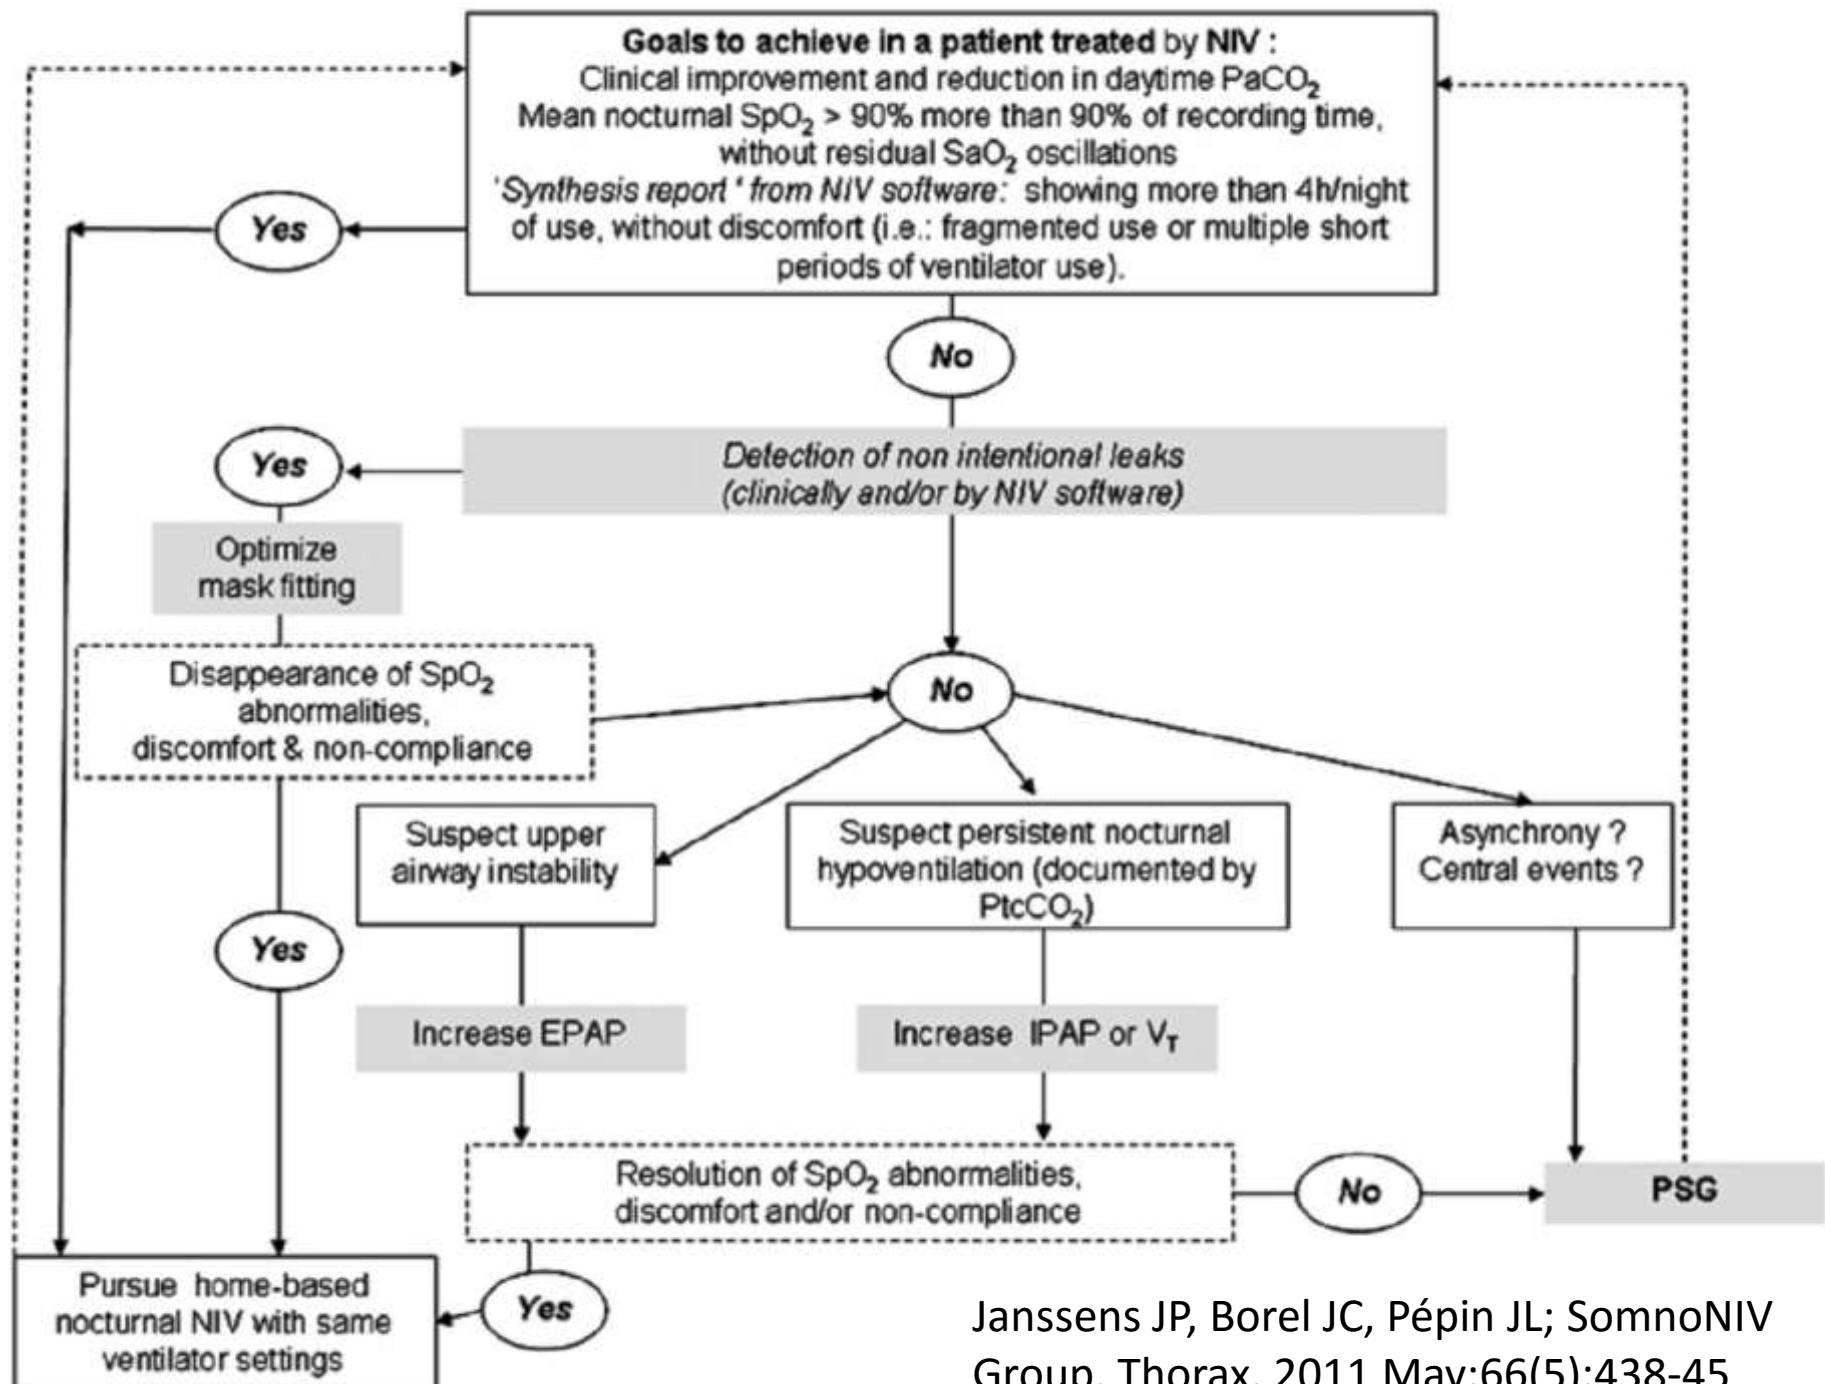 Goals to achieve in a patient treated by NIV :
Clinical improvement and reduction in daytime PaCO₂
Mean nocturnal SpO₂ > 90% more than 90% of recording time,
without residual SaO₂ oscillations
'Synthesis report ' from NIV software: showing more than 4h/night
of use, without discomfort (i.e.: fragmented use or multiple short
periods of ventilator use).
Yes
No
Detection of non intentional leaks
(clinically and/or by NIV software)
Yes
Optimize
mask fitting
Disappearance of SpO₂
abnormalities,
discomfort & non-compliance
No
Suspect upper
airway instability
Suspect persistent nocturnal
hypoventilation (documented by
PtcCO₂)
Asynchrony ?
Central events ?
Yes
Increase EPAP
Increase IPAP or V_T
Resolution of SpO₂ abnormalities,
discomfort and/or non-compliance
No
PSG
Yes
Pursue home-based
nocturnal NIV with same
ventilator settings
Janssens JP, Borel JC, Pépin JL; SomnoNIV
Group. Thorax. 2011 May;66(5):438-45